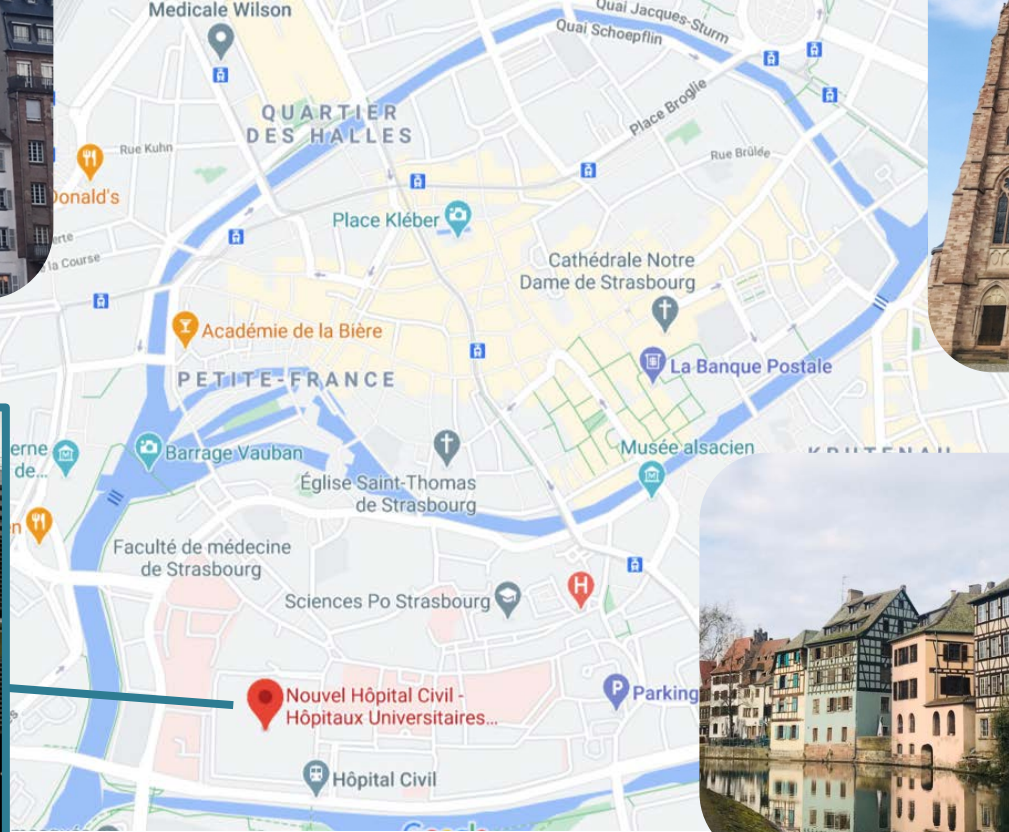 Medicale Wilson
Quai Jacques-Sturm
Quai Schoepflin
QUARTIER
DES HALLES
Place Broglie
Rue Kuhn
Rue Brûlée
Donald's
Place Kléber
la Course
Cathédrale Notre
Dame de Strasbourg
Académie de la Bière
La Banque Postale
PETITE-FRANCE
Musée alsacien
KRUTENAU
erne
de...
Barrage Vauban
Église Saint-Thomas
de Strasbourg
Faculté de médecine
de Strasbourg
Sciences Po Strasbourg
H
Nouvel Hôpital Civil -
Hôpitaux Universitaires...
P Parking
Hôpital Civil
Google